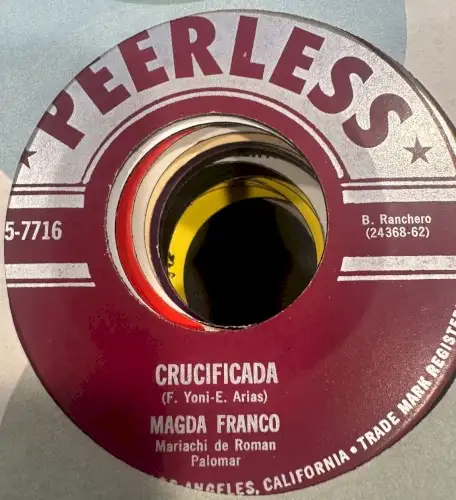 PEERLESS
5-7716
B. Ranchero
(24368-62)
CRUCIFICADA
(F. Yoni-E. Arias)
MAGDA FRANCO
Mariachi de Roman
Palomar
ANGELES, CALIFORNIA • TRADE MARK REGISTER